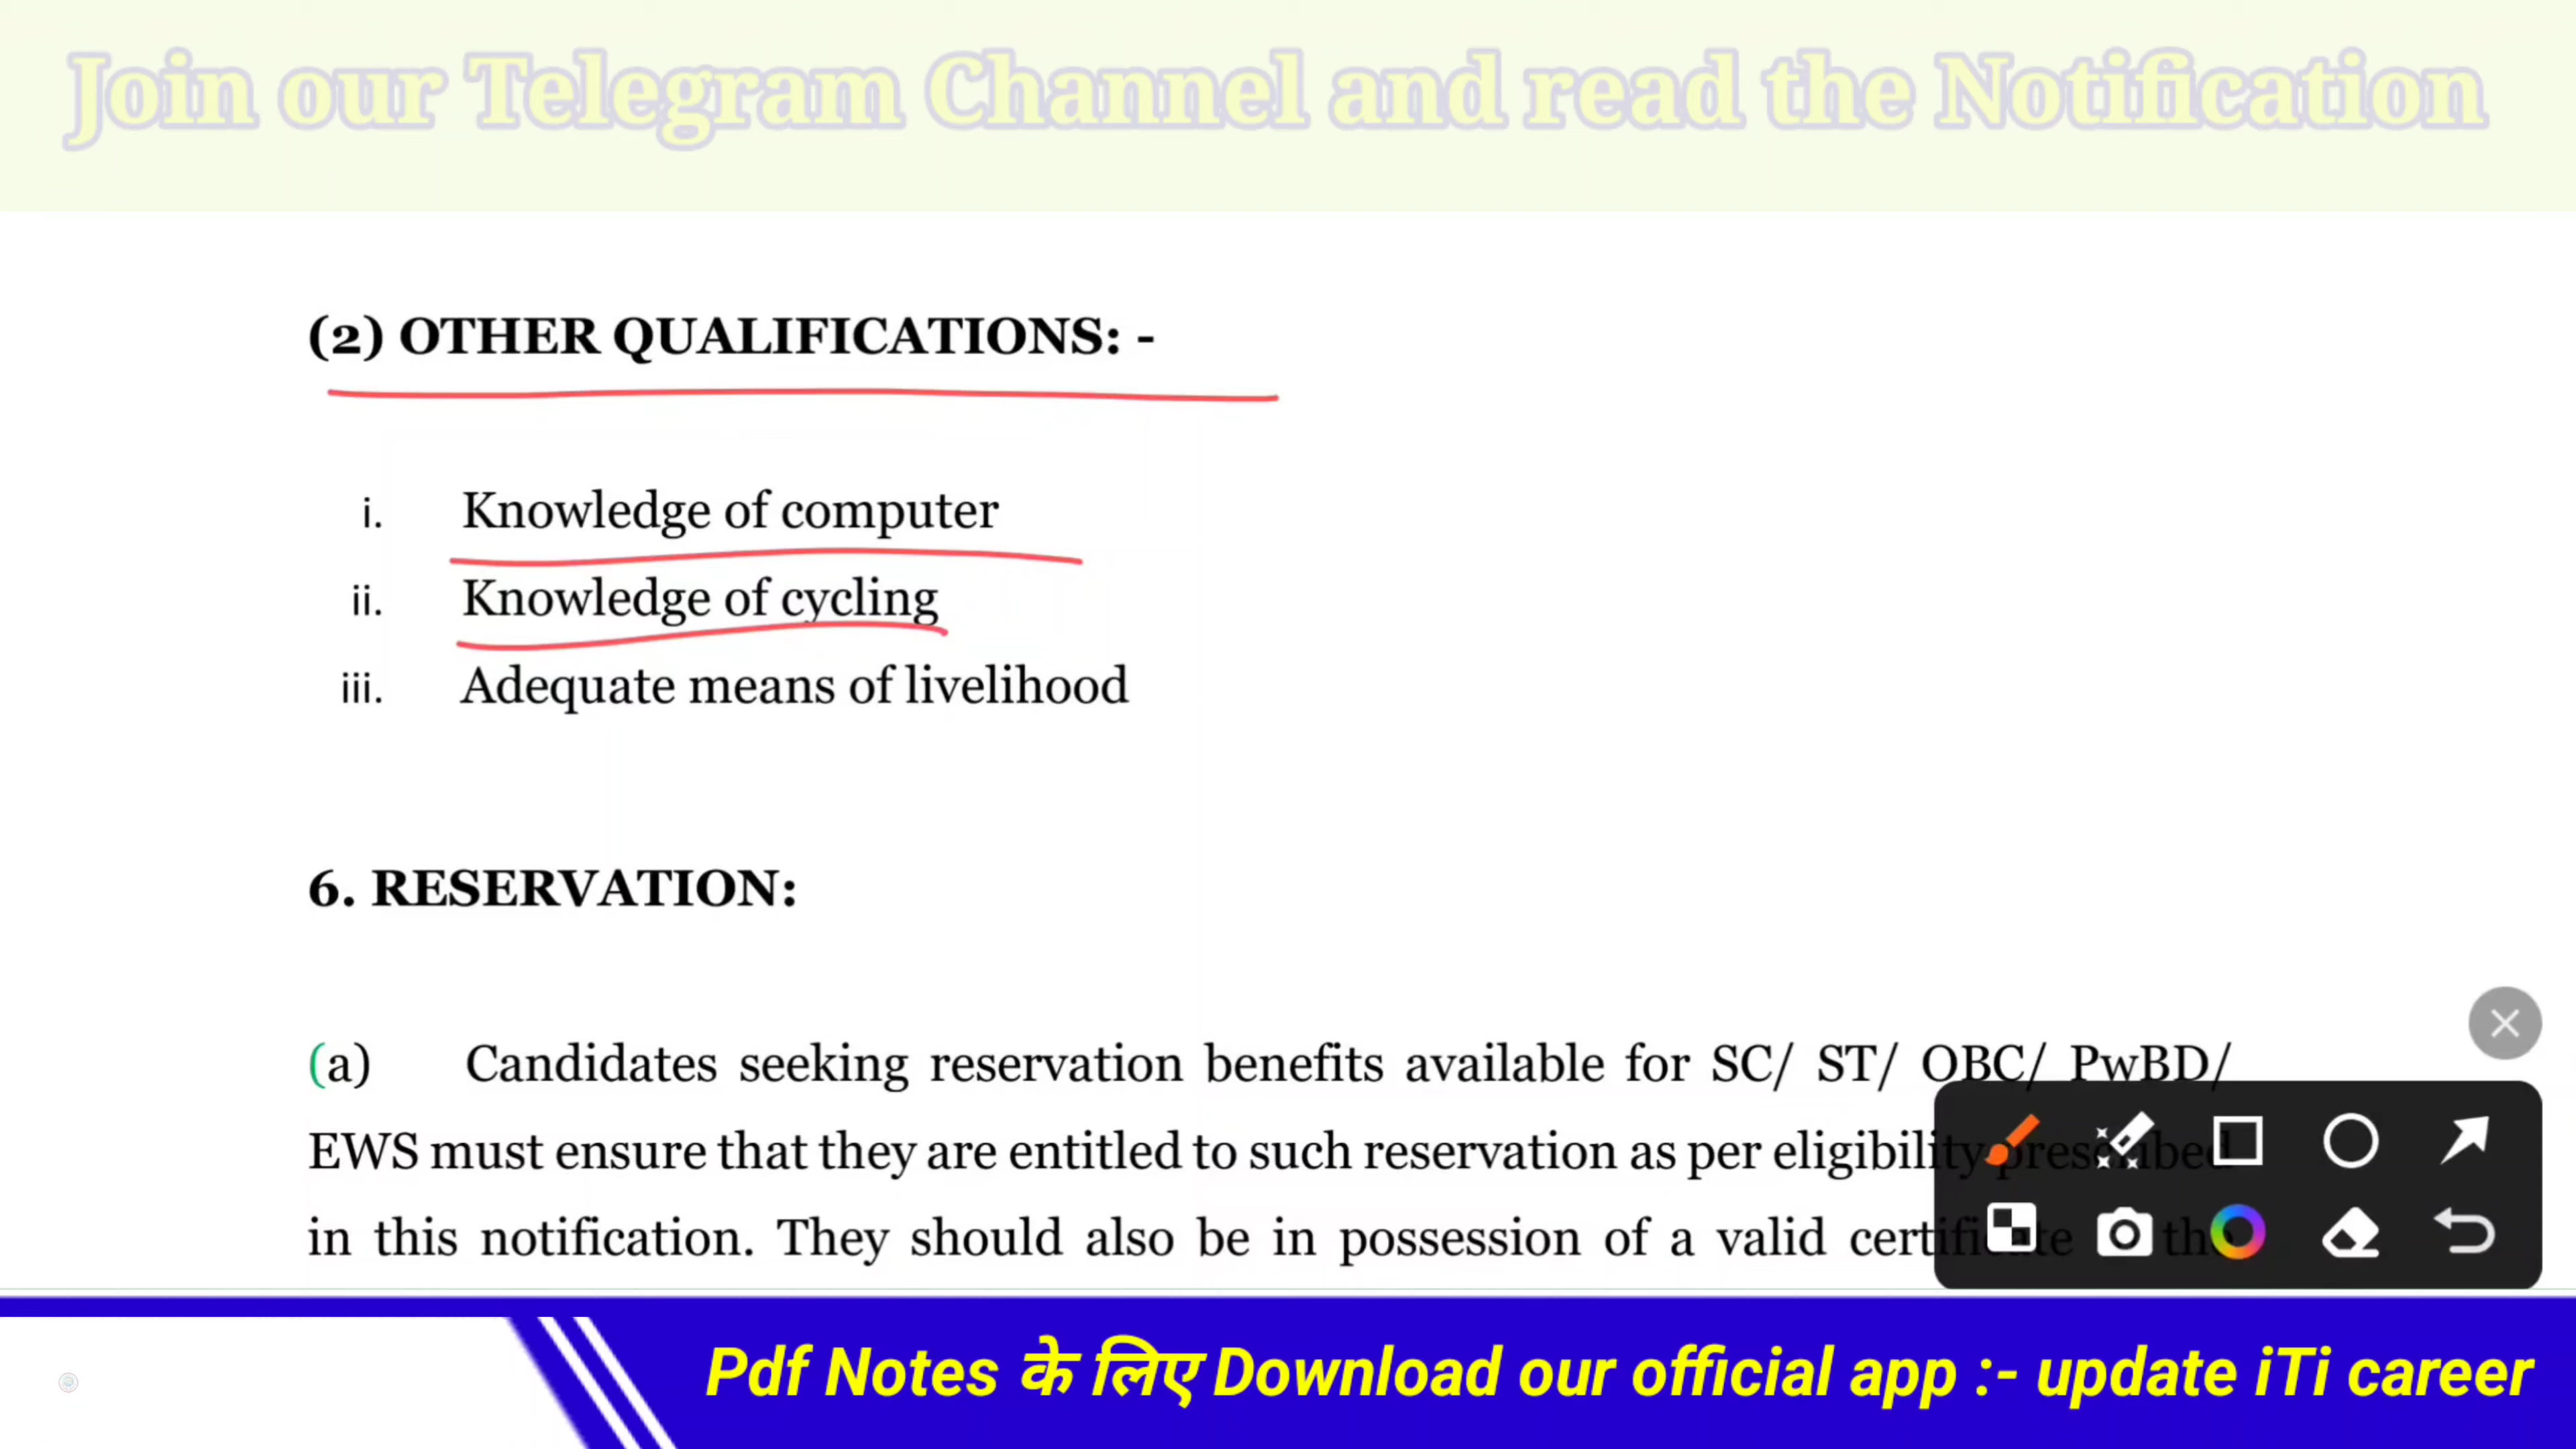 Join our Telegram Channel and read the Notification
(2) OTHER QUALIFICATIONS: -
i. Knowledge of computer
ii. Knowledge of cycling
iii. Adequate means of livelihood
6. RESERVATION:
(a) Candidates seeking reservation benefits available for SC/ ST/ OBC/ PwBD/
EWS must ensure that they are entitled to such reservation as per eligibility prescribed
in this notification. They should also be in possession of a valid certificate the
Pdf Notes के लिए Download our official app :- update iTi career